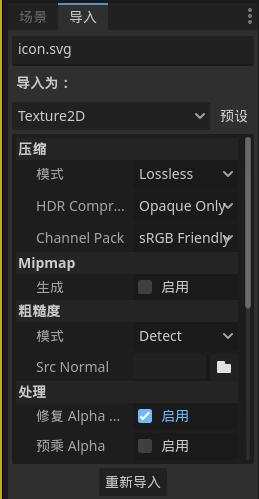 场景 导入
icon.svg
导入为：
Texture2D 预设
压缩
模式 Lossless
HDR Compr... Opaque Only
Channel Pack sRGB Friendly
Mipmap
生成 启用
粗糙度
模式 Detect
Src Normal
处理
修复 Alpha ... 启用
预乘 Alpha 启用
重新导入